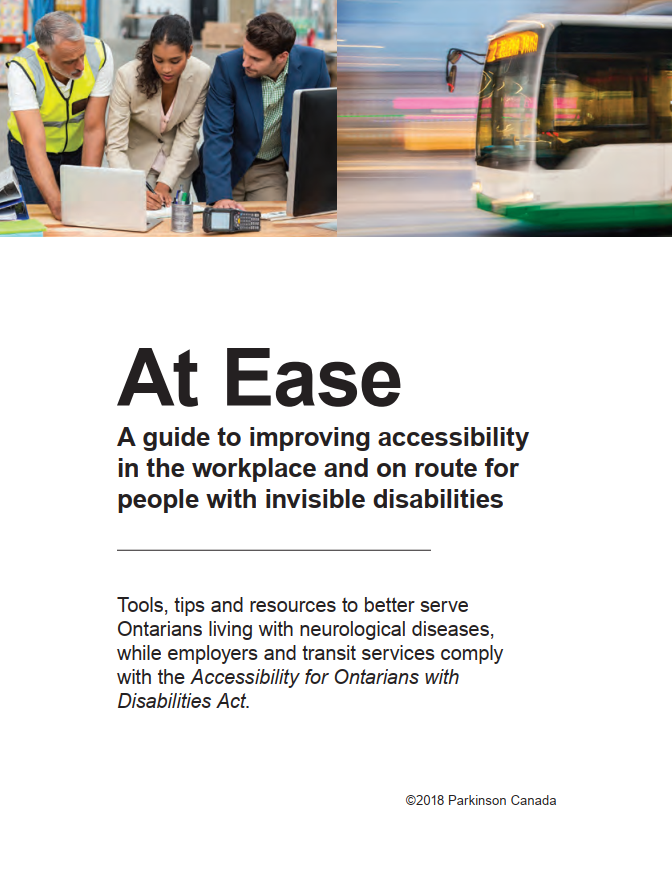 At Ease
A guide to improving accessibility
in the workplace and on route for
people with invisible disabilities
Tools, tips and resources to better serve
Ontarians living with neurological diseases,
while employers and transit services comply
with the Accessibility for Ontarians with
Disabilities Act.
©2018 Parkinson Canada